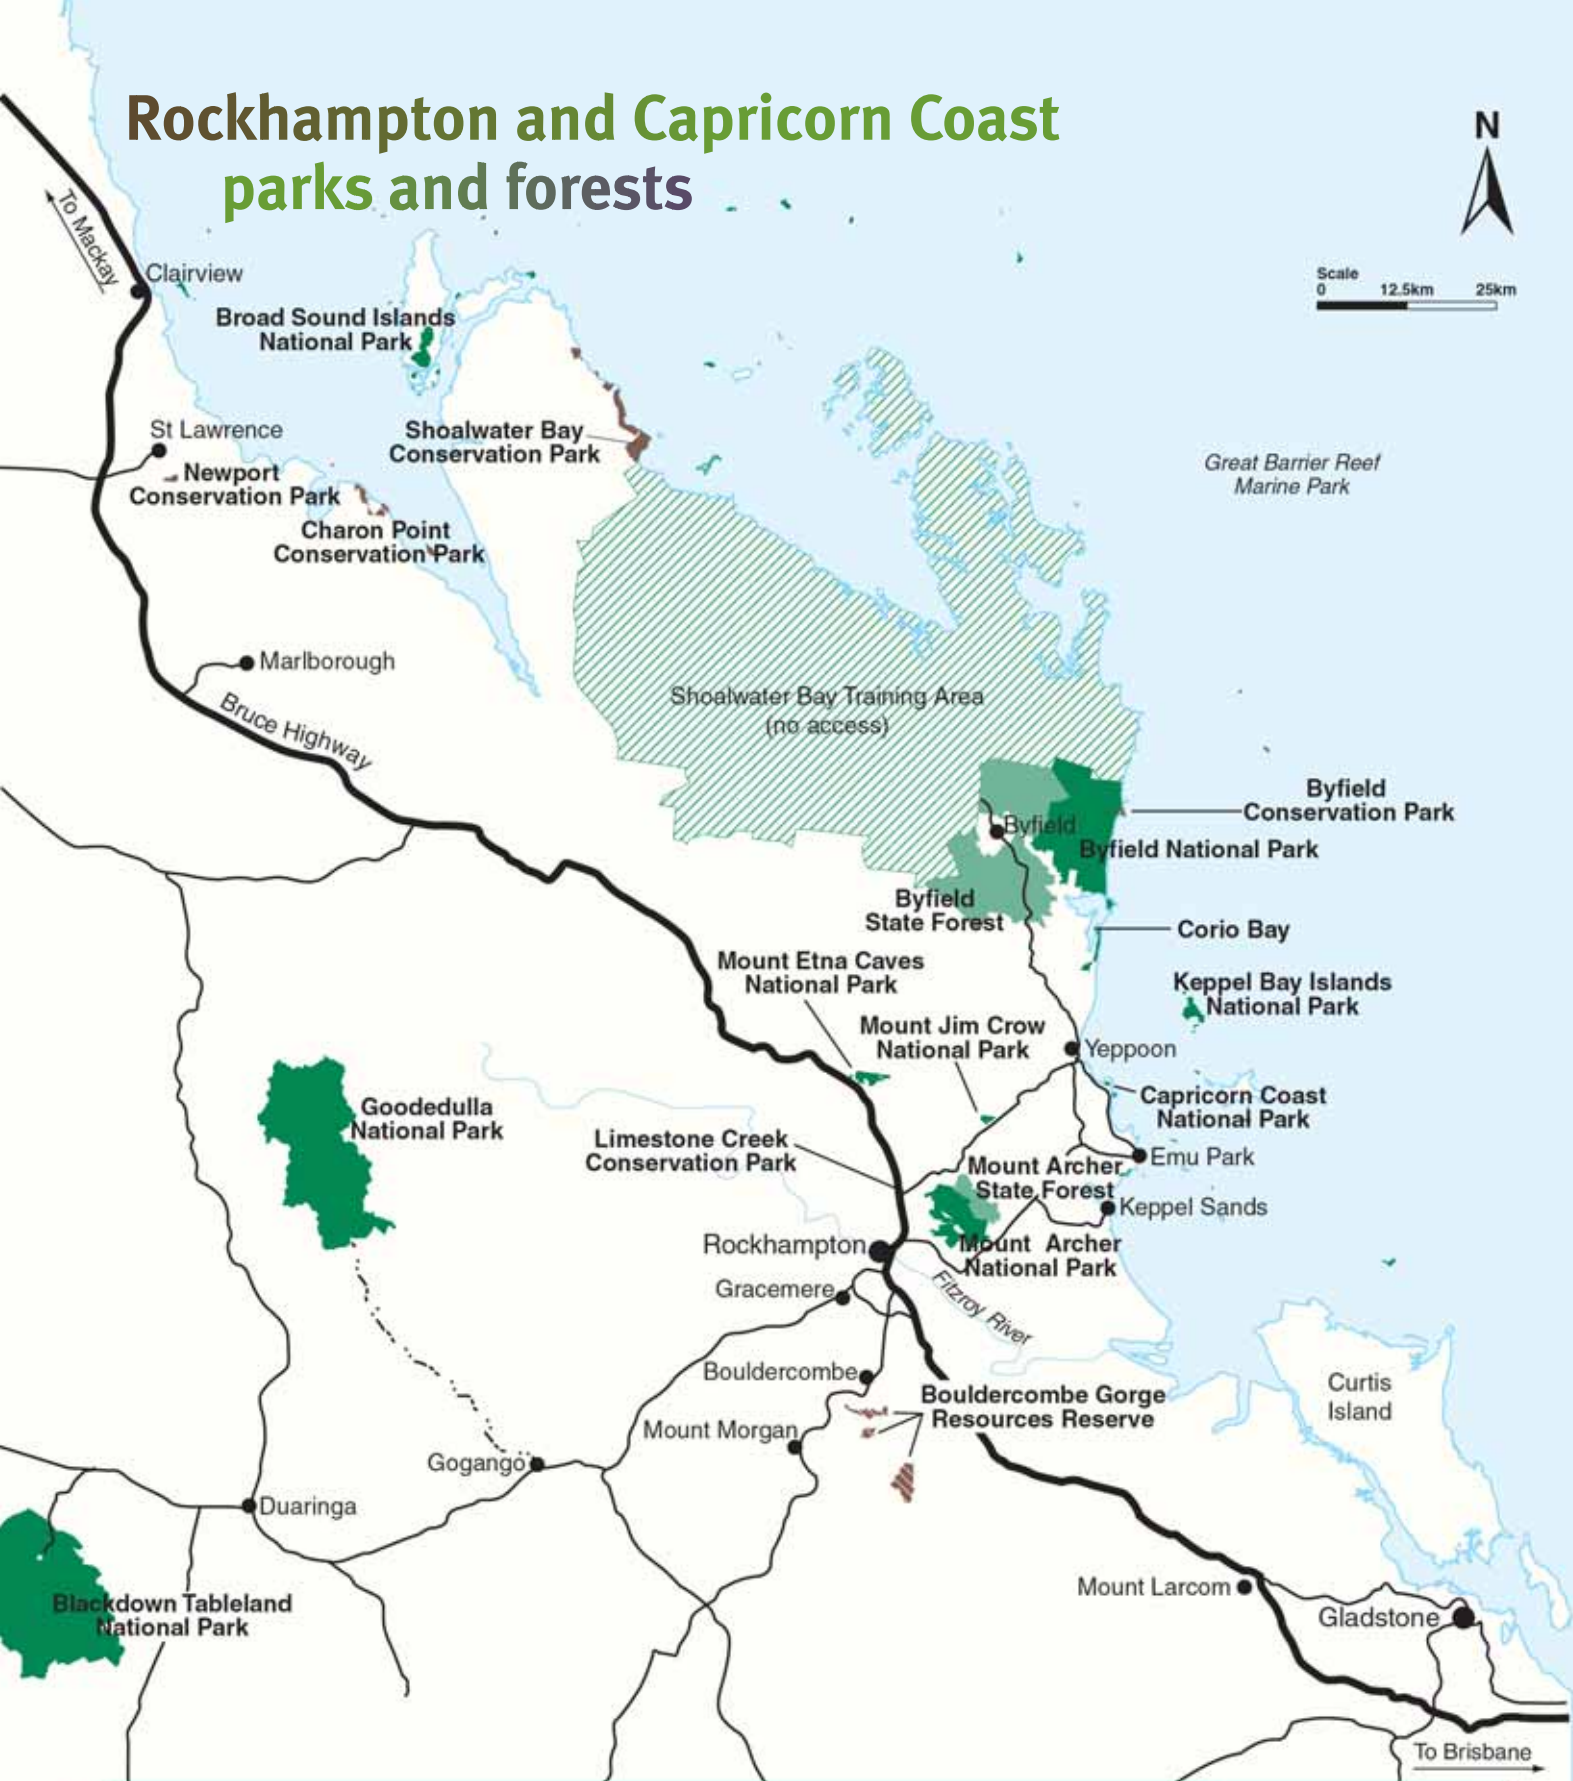 Rockhampton and Capricorn Coast
parks and forests
N
Scale
0 12.5km 25km
To Mackay
Clairview
Broad Sound Islands
National Park
St Lawrence
Newport
Conservation Park
Shoalwater Bay
Conservation Park
Charon Point
Conservation Park
Great Barrier Reef
Marine Park
Marlborough
Bruce Highway
Shoalwater Bay Training Area
(no access)
Byfield
Conservation Park
Byfield
Byfield National Park
Byfield
State Forest
Corio Bay
Mount Etna Caves
National Park
Keppel Bay Islands
National Park
Mount Jim Crow
National Park
Yeppoon
Capricorn Coast
National Park
Goodedulla
National Park
Limestone Creek
Conservation Park
Emu Park
Mount Archer
State Forest
Keppel Sands
Rockhampton
Mount Archer
National Park
Gracemere
Fitzroy River
Bouldercombe
Bouldercombe Gorge
Resources Reserve
Curtis
Island
Mount Morgan
Gogango
Duaringa
Blackdown Tableland
National Park
Mount Larcom
Gladstone
To Brisbane